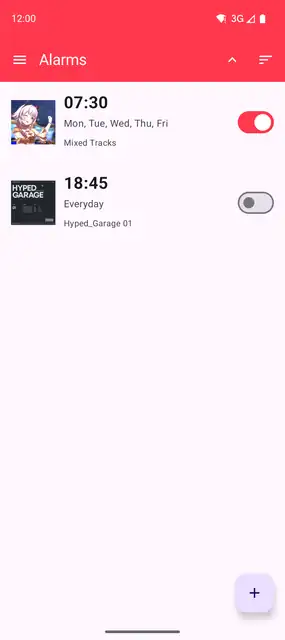 12:00
3G
Alarms
07:30
Mon, Tue, Wed, Thu, Fri
Mixed Tracks
HYPED
GARAGE
18:45
Everyday
Hyped_Garage 01